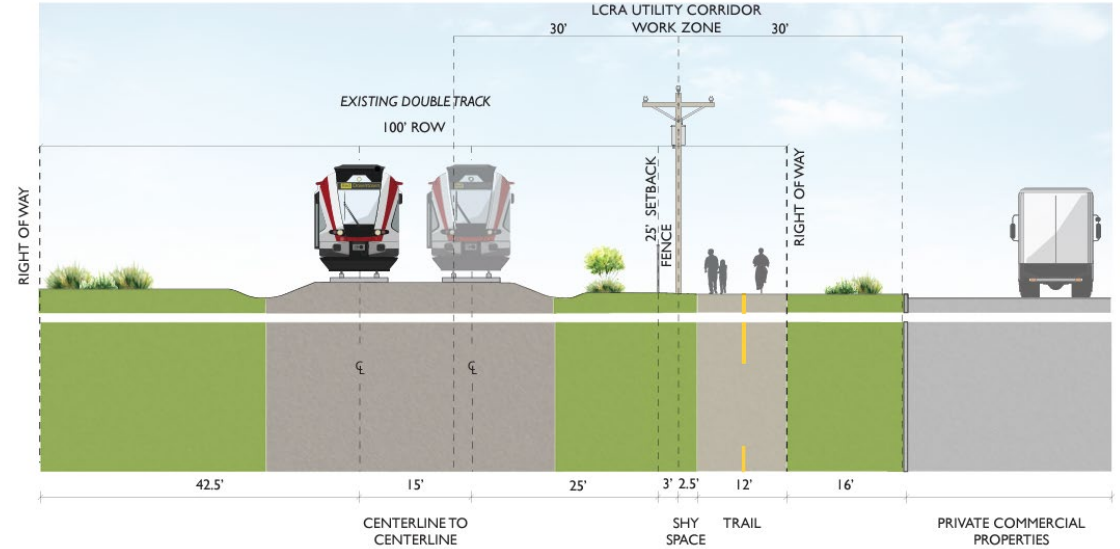 LCRA UTILITY CORRIDOR
WORK ZONE
30'
30'
EXISTING DOUBLE TRACK
100' ROW
RIGHT OF WAY
25' SETBACK
FENCE
RIGHT OF WAY
℄
℄
42.5'
15'
25'
3'
2.5'
12'
16'
CENTERLINE TO
CENTERLINE
SHY
SPACE
TRAIL
PRIVATE COMMERCIAL
PROPERTIES